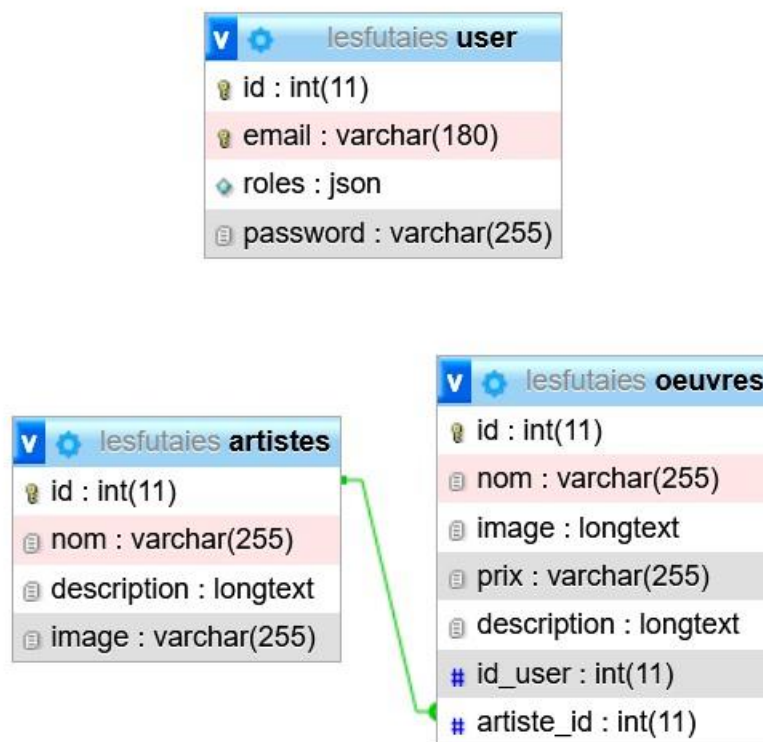 lesfutaies user
id : int(11)
email : varchar(180)
roles : json
password : varchar(255)
lesfutaies artistes
id : int(11)
nom : varchar(255)
description : longtext
image : varchar(255)
lesfutaies oeuvres
id : int(11)
nom : varchar(255)
image : longtext
prix : varchar(255)
description : longtext
# id_user : int(11)
# artiste_id : int(11)